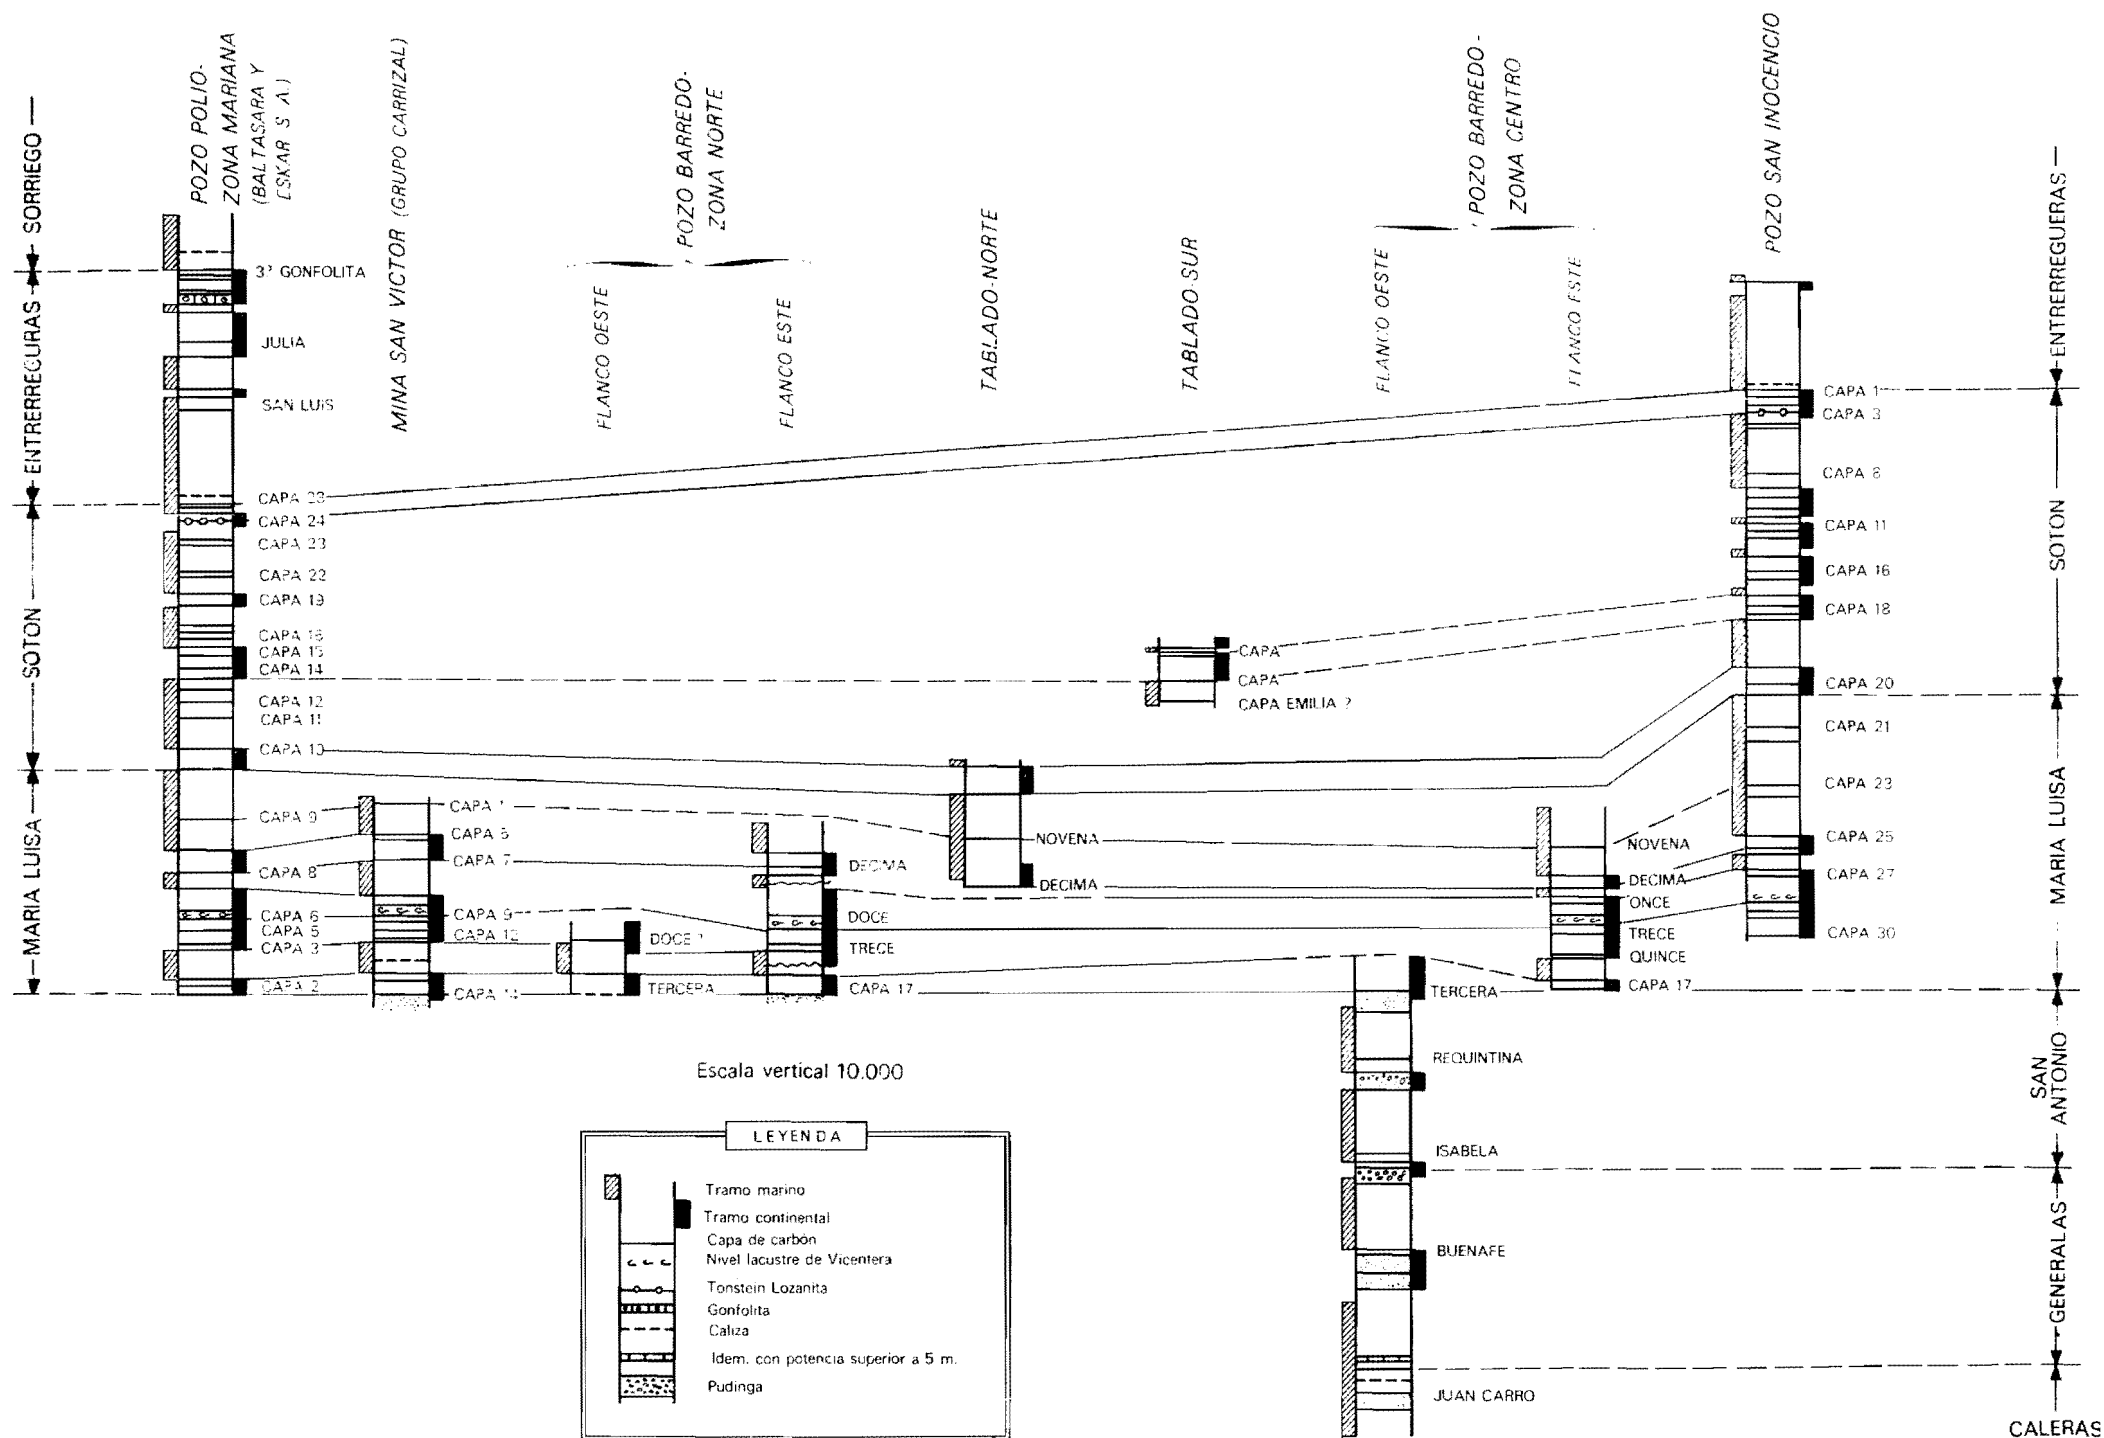 POZO POLIO-
ZONA MARIANA
(BALTASARA Y
ESKAR S. A.)
MINA SAN VICTOR (GRUPO CARRIZAL)
POZO BARREDO-
ZONA NORTE
FLANCO OESTE
FLANCO ESTE
TABLADO-NORTE
TABLADO-SUR
POZO BARREDO-
ZONA CENTRO
FLANCO OESTE
FLANCO ESTE
POZO SAN INOCENCIO
SORRIEGO
ENTRERREGURAS
SOTON
MARIA LUISA
3ª GONFOLITA
JULIA
SAN LUIS
CAPA
CAPA 24
CAPA 23
CAPA 22
CAPA 19
CAPA 16
CAPA 15
CAPA 14
CAPA 12
CAPA 11
CAPA 10
CAPA 9
CAPA 8
CAPA 6
CAPA 5
CAPA 3
CAPA 2
CAPA
CAPA
CAPA 7
CAPA 9
CAPA 12
CAPA 14
DOCE ?
TERCERA
DECIMA
DOCE
TRECE
CAPA 17
NOVENA
DECIMA
CAPA
CAPA
CAPA EMILIA ?
TERCERA
REQUINTINA
ISABELA
BUENAFE
JUAN CARRO
NOVENA
DECIMA
ONCE
TRECE
QUINCE
CAPA 17
CAPA 1
CAPA 3
CAPA 8
CAPA 11
CAPA 16
CAPA 18
CAPA 20
CAPA 21
CAPA 23
CAPA 25
CAPA 27
CAPA 30
ENTRERREGUERAS
SOTON
MARIA LUISA
SAN
ANTONIO
GENERALAS
CALERAS
Escala vertical 10.000
LEYENDA
Tramo marino
Tramo continental
Capa de carbón
Nivel lacustre de Vicentera
Tonstein Lozanita
Gonfolita
Caliza
Idem. con potencia superior a 5 m.
Pudinga